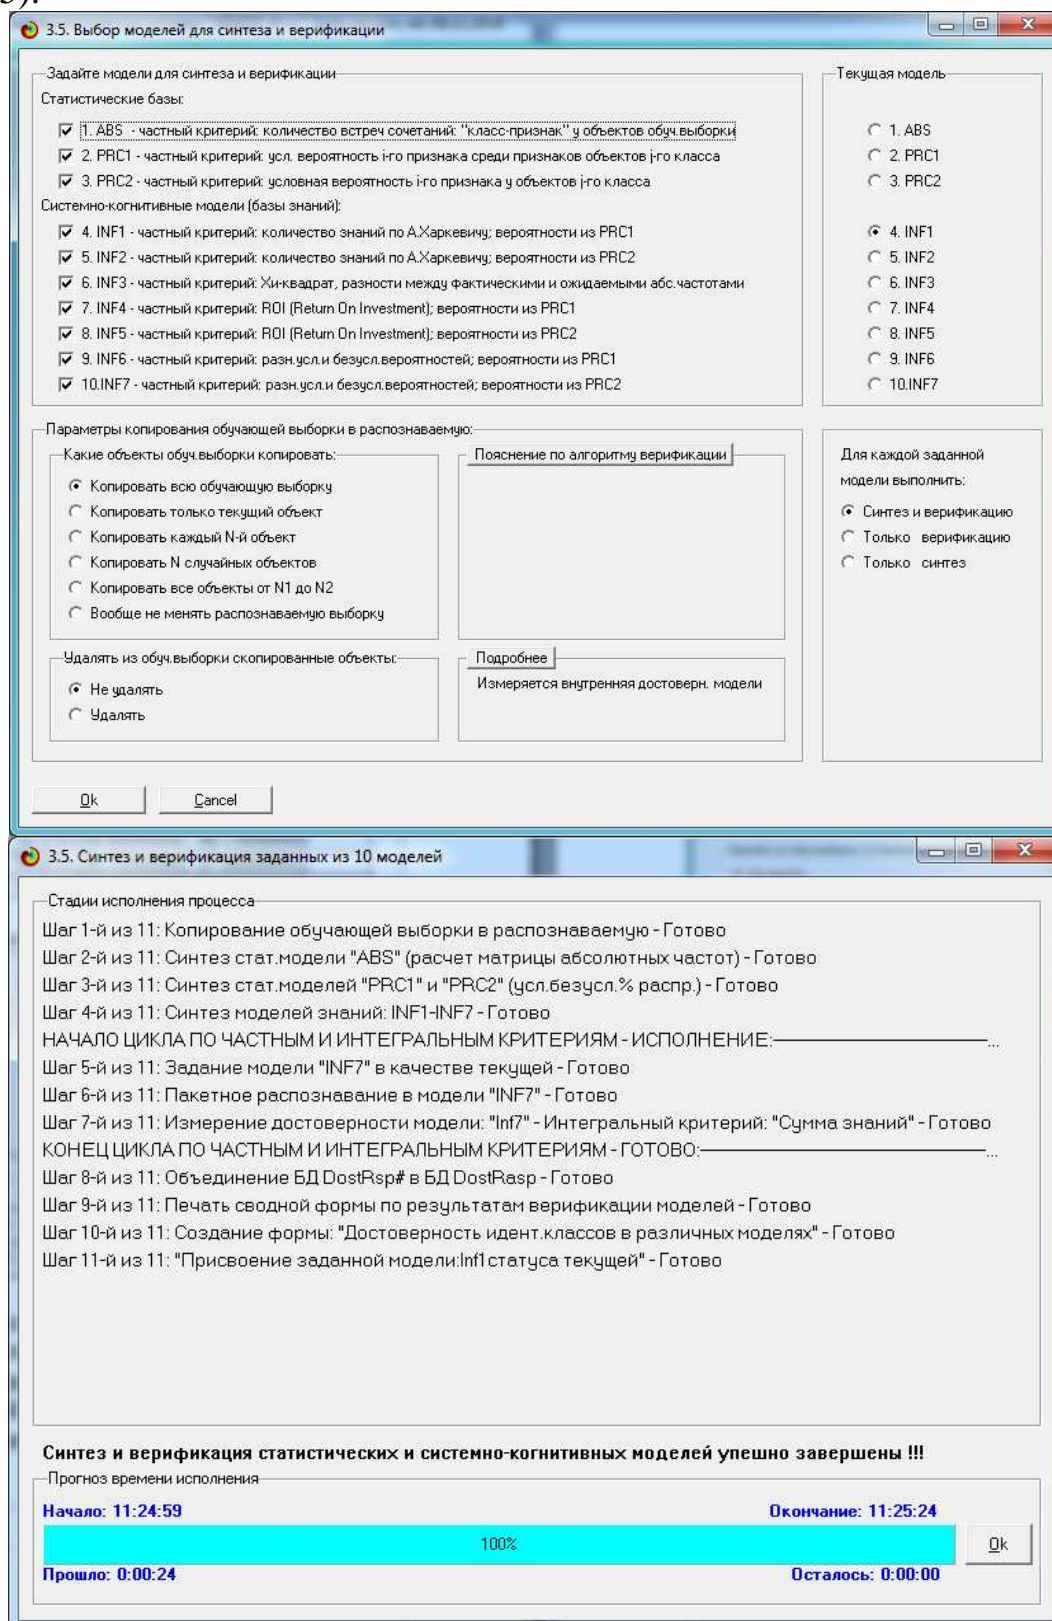 5).
3.5. Выбор моделей для синтеза и верификации
Задайте модели для синтеза и верификации
Текущая модель
Статистические базы:
1. ABS - частный критерий: количество встреч сочетаний: "класс-признак" у объектов обуч.выборки
1. ABS
2. PRC1 - частный критерий: усл. вероятность i-го признака среди признаков объектов j-го класса
2. PRC1
3. PRC2 - частный критерий: условная вероятность i-го признака у объектов j-го класса
3. PRC2
Системно-когнитивные модели (базы знаний):
4. INF1 - частный критерий: количество знаний по А.Харкевичу; вероятности из PRC1
4. INF1
5. INF2 - частный критерий: количество знаний по А.Харкевичу; вероятности из PRC2
5. INF2
6. INF3 - частный критерий: Хи-квадрат, разности между фактическими и ожидаемыми абс.частотами
6. INF3
7. INF4 - частный критерий: ROI (Return On Investment); вероятности из PRC1
7. INF4
8. INF5 - частный критерий: ROI (Return On Investment); вероятности из PRC2
8. INF5
9. INF6 - частный критерий: разн.усл.и безусл.вероятностей; вероятности из PRC1
9. INF6
10.INF7 - частный критерий: разн.усл.и безусл.вероятностей; вероятности из PRC2
10.INF7
Параметры копирования обучающей выборки в распознаваемую:
Какие объекты обуч.выборки копировать:
Копировать всю обучающую выборку
Копировать только текущий объект
Копировать каждый N-й объект
Копировать N случайных объектов
Копировать все объекты от N1 до N2
Вообще не менять распознаваемую выборку
Пояснение по алгоритму верификации
Для каждой заданной
модели выполнить:
Синтез и верификацию
Только верификацию
Только синтез
Удалять из обуч.выборки скопированные объекты:
Не удалять
Удалять
Подробнее
Измеряется внутренняя достоверн. модели
Ok
Cancel
3.5. Синтез и верификация заданных из 10 моделей
Стадии исполнения процесса
Шаг 1-й из 11: Копирование обучающей выборки в распознаваемую - Готово
Шаг 2-й из 11: Синтез стат.модели "ABS" (расчет матрицы абсолютных частот) - Готово
Шаг 3-й из 11: Синтез стат.моделей "PRC1" и "PRC2" (усл.безусл.% распр.) - Готово
Шаг 4-й из 11: Синтез моделей знаний: INF1-INF7 - Готово
НАЧАЛО ЦИКЛА ПО ЧАСТНЫМ И ИНТЕГРАЛЬНЫМ КРИТЕРИЯМ - ИСПОЛНЕНИЕ:—————————...
Шаг 5-й из 11: Задание модели "INF7" в качестве текущей - Готово
Шаг 6-й из 11: Пакетное распознавание в модели "INF7" - Готово
Шаг 7-й из 11: Измерение достоверности модели: "Inf7" - Интегральный критерий: "Сумма знаний" - Готово
КОНЕЦ ЦИКЛА ПО ЧАСТНЫМ И ИНТЕГРАЛЬНЫМ КРИТЕРИЯМ - ГОТОВО:————————————...
Шаг 8-й из 11: Объединение БД DostRsp# в БД DostRasp - Готово
Шаг 9-й из 11: Печать сводной формы по результатам верификации моделей - Готово
Шаг 10-й из 11: Создание формы: "Достоверность идент.классов в различных моделях" - Готово
Шаг 11-й из 11: "Присвоение заданной модели:Inf1статуса текущей" - Готово
Синтез и верификация статистических и системно-когнитивных моделей упешно завершены !!!
Прогноз времени исполнения
Начало: 11:24:59
Окончание: 11:25:24
100%
Ok
Прошло: 0:00:24
Осталось: 0:00:00